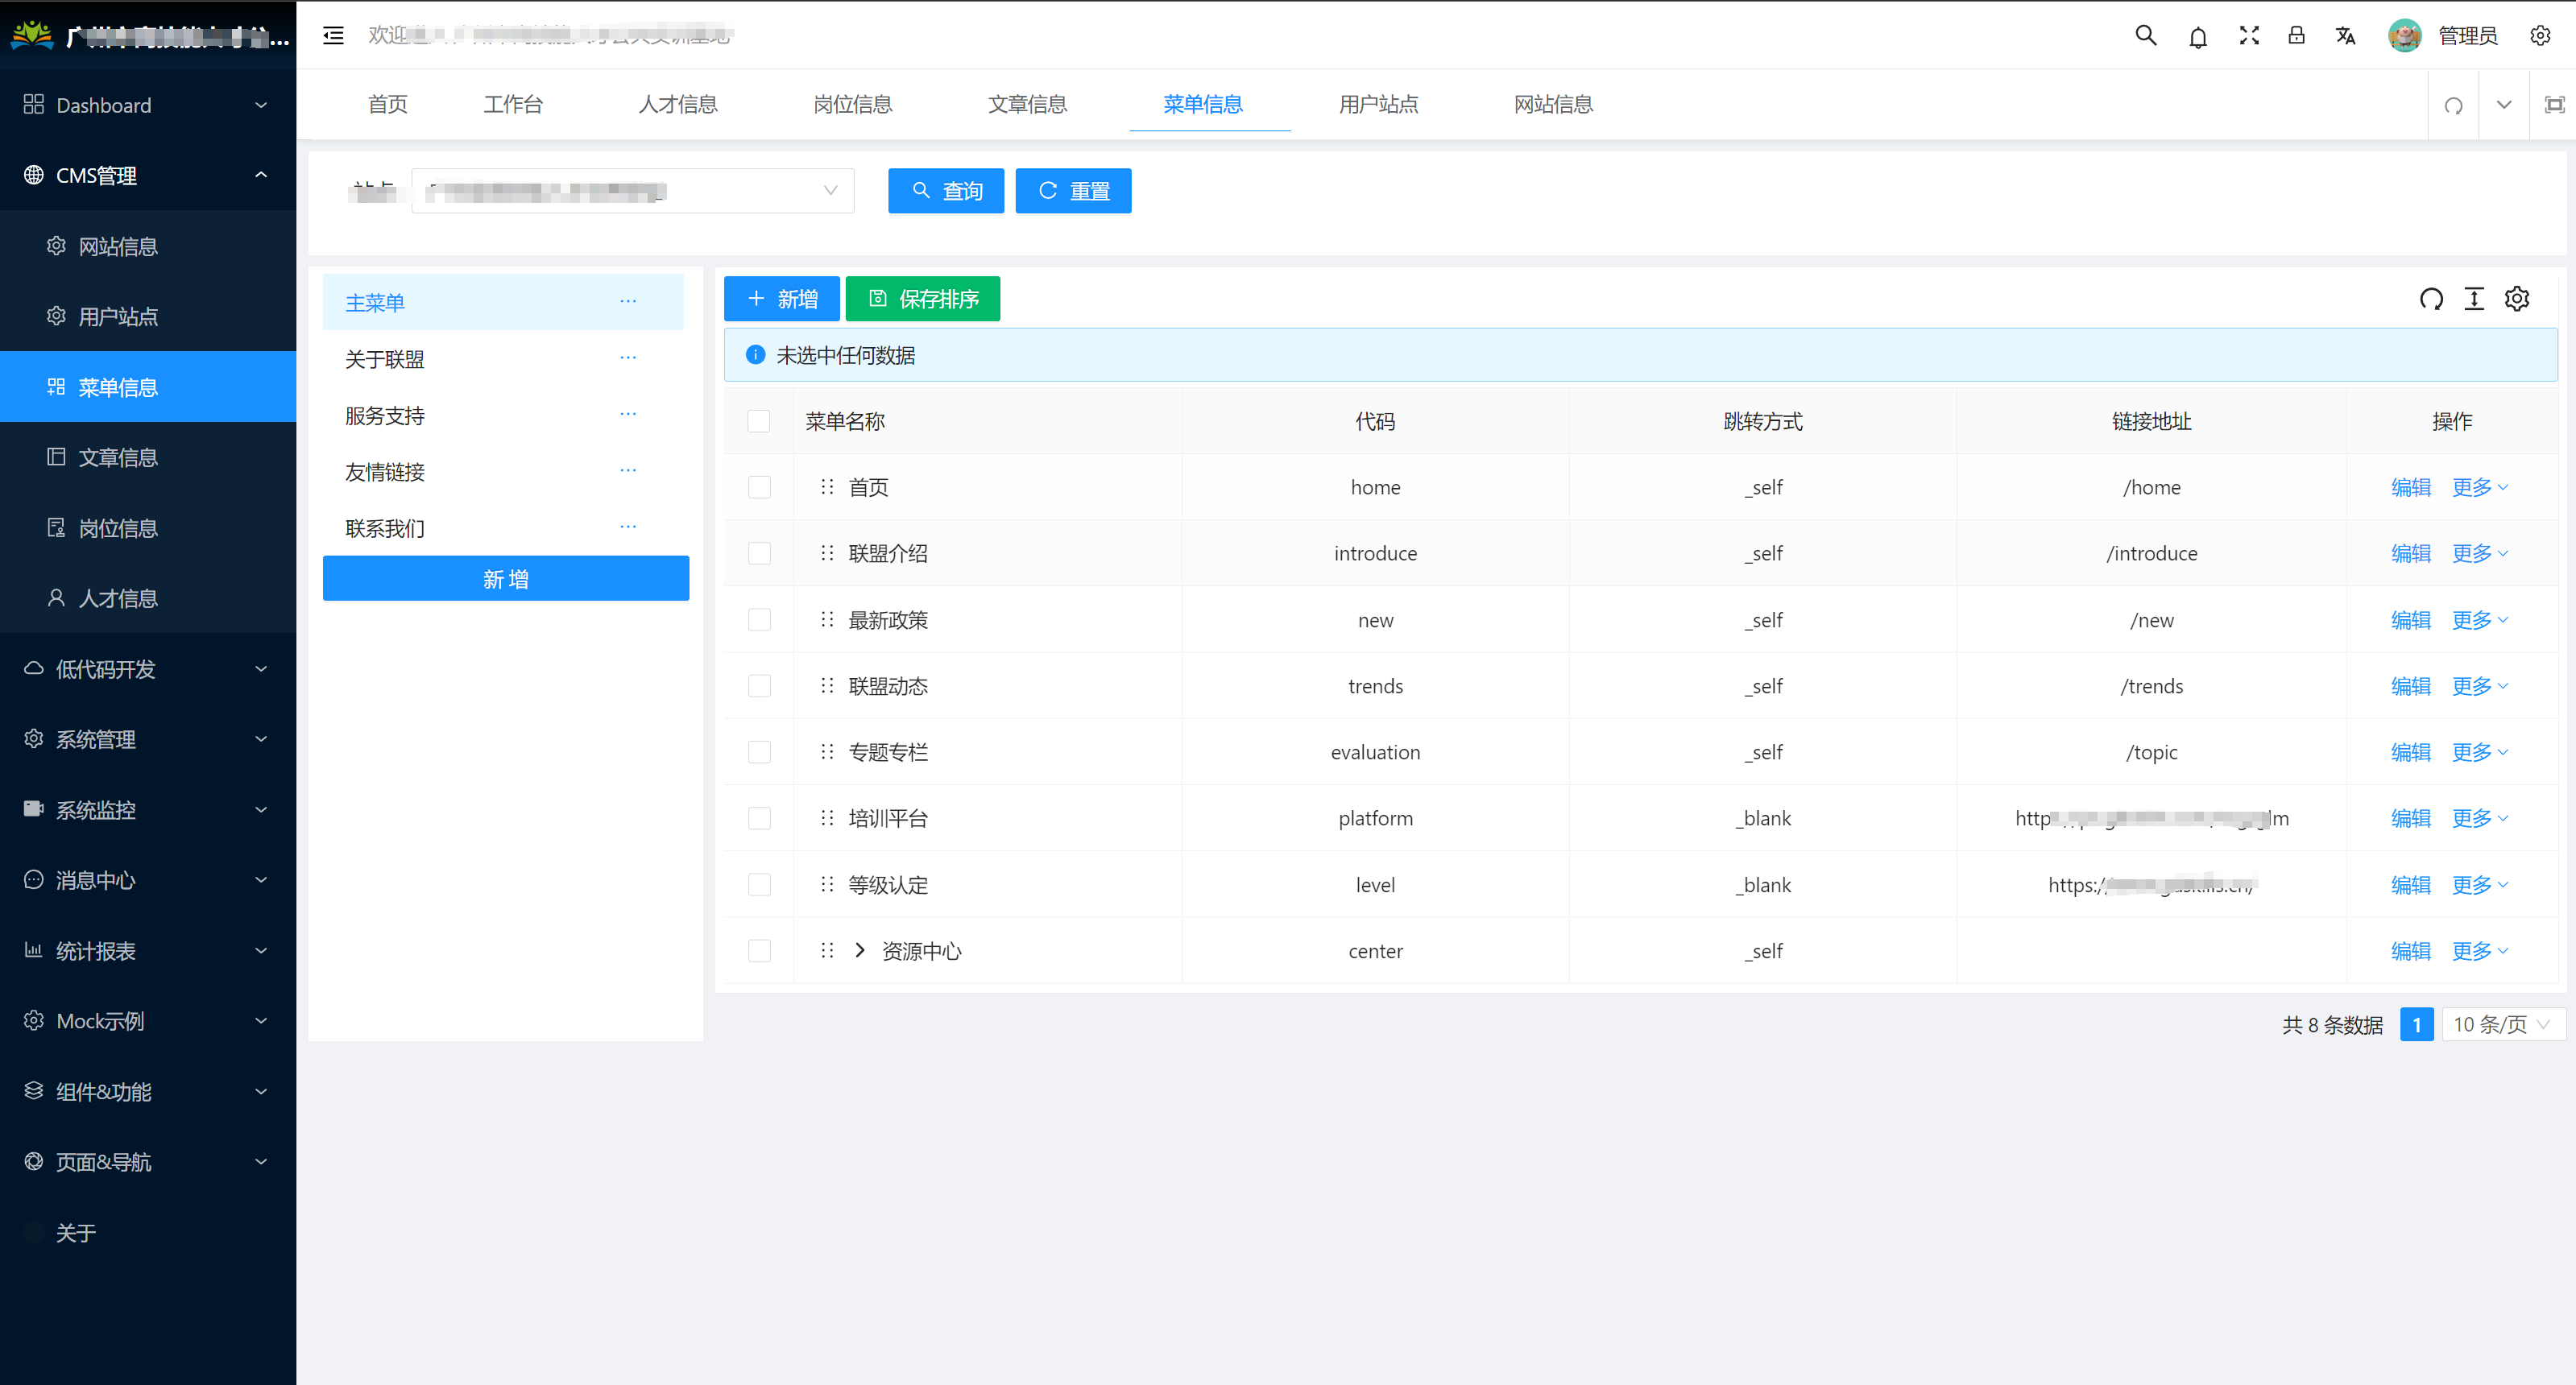 管理员
首页 工作台 人才信息 岗位信息 文章信息 菜单信息 用户站点 网站信息
Dashboard
CMS管理
网站信息
用户站点
菜单信息
文章信息
岗位信息
人才信息
低代码开发
系统管理
系统监控
消息中心
统计报表
Mock示例
组件&功能
页面&导航
关于
查询 重置
主菜单 ···
关于联盟 ···
服务支持 ···
友情链接 ···
联系我们 ···
新增
新增 保存排序
未选中任何数据
菜单名称 代码 跳转方式 链接地址 操作
首页 home _self /home 编辑 更多
联盟介绍 introduce _self /introduce 编辑 更多
最新政策 new _self /new 编辑 更多
联盟动态 trends _self /trends 编辑 更多
专题专栏 evaluation _self /topic 编辑 更多
培训平台 platform _blank 编辑 更多
等级认定 level _blank https:/ 编辑 更多
资源中心 center _self 编辑 更多
共 8 条数据 1 10 条/页